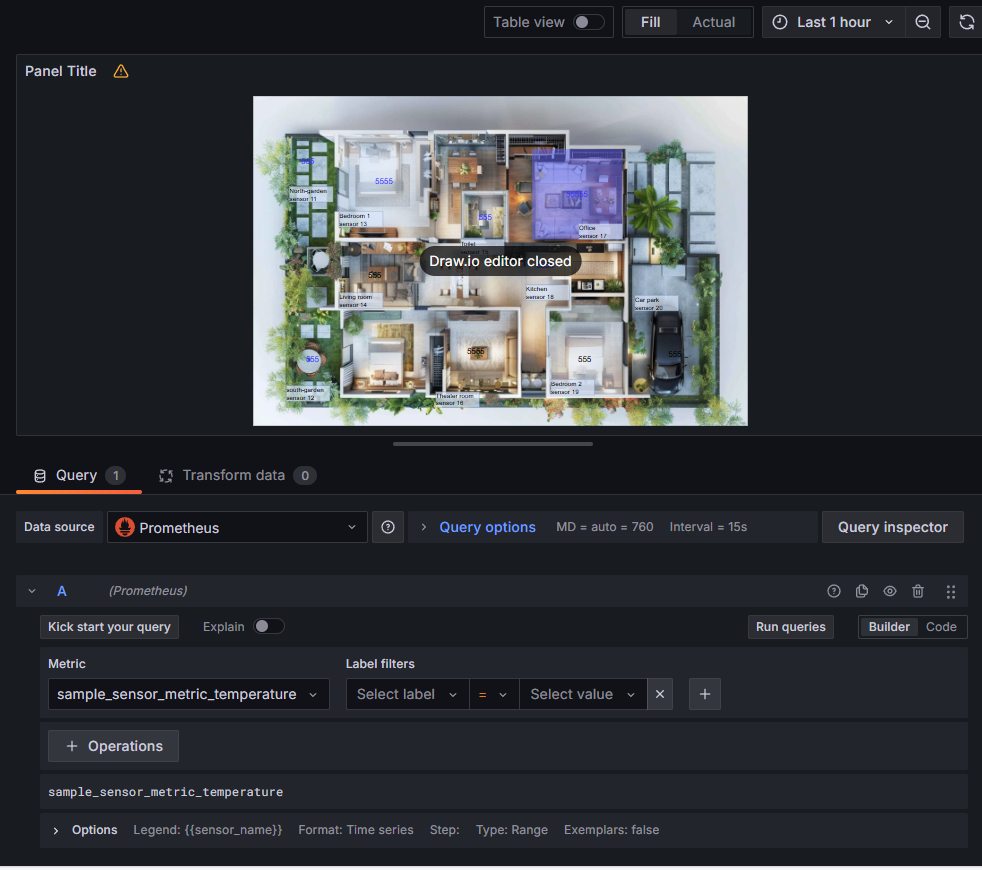 Table view
Fill
Actual
Last 1 hour
Panel Title
555
5555
North-garden
sensor 11
Bedroom 1
sensor 13
555
Office
sensor 17
Toilet
Draw.io editor closed
555
Kitchen
sensor 18
Living room
sensor 14
Car park
sensor 20
5555
555
555
555
Bedroom 2
sensor 19
south-garden
sensor 12
Theater room
sensor 16
Query 1
Transform data 0
Data source
Prometheus
Query options
MD = auto = 760
Interval = 15s
Query inspector
A
(Prometheus)
Kick start your query
Explain
Run queries
Builder
Code
Metric
Label filters
sample_sensor_metric_temperature
Select label
=
Select value
+ Operations
sample_sensor_metric_temperature
Options
Legend: {{sensor_name}}
Format: Time series
Step:
Type: Range
Exemplars: false